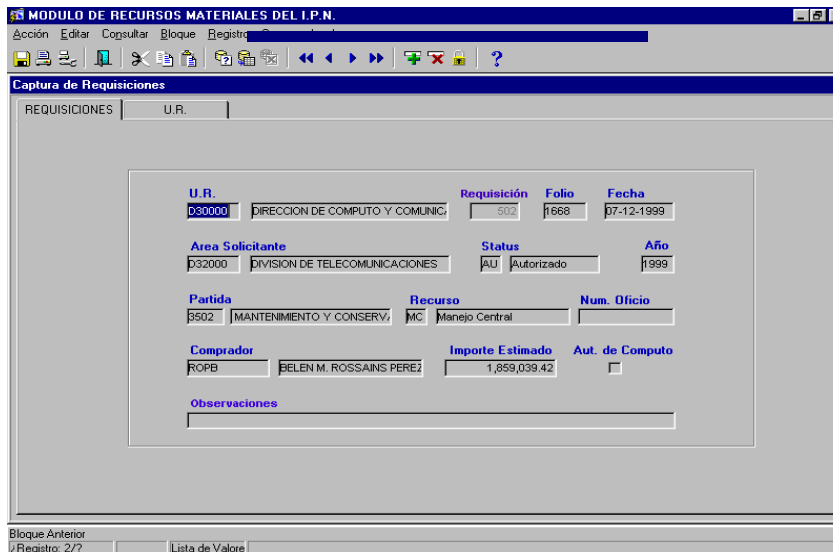 MODULO DE RECURSOS MATERIALES DEL I.P.N.
Acción Editar Consultar Bloque Registro
Captura de Requisiciones
REQUISICIONES U.R.
U.R. Requisición Folio Fecha
D30000 DIRECCION DE COMPUTO Y COMUNIC. 502 1668 07-12-1999
Area Solicitante Status Año
D32000 DIVISION DE TELECOMUNICACIONES AU Autorizado 1999
Partida Recurso Num. Oficio
3502 MANTENIMIENTO Y CONSERV MC Manejo Central
Comprador Importe Estimado Aut. de Computo
ROPB BELEN M. ROSSAINS PEREZ 1,859,039.42
Observaciones
Bloque Anterior
¿Registro: 2/? Lista de Valore